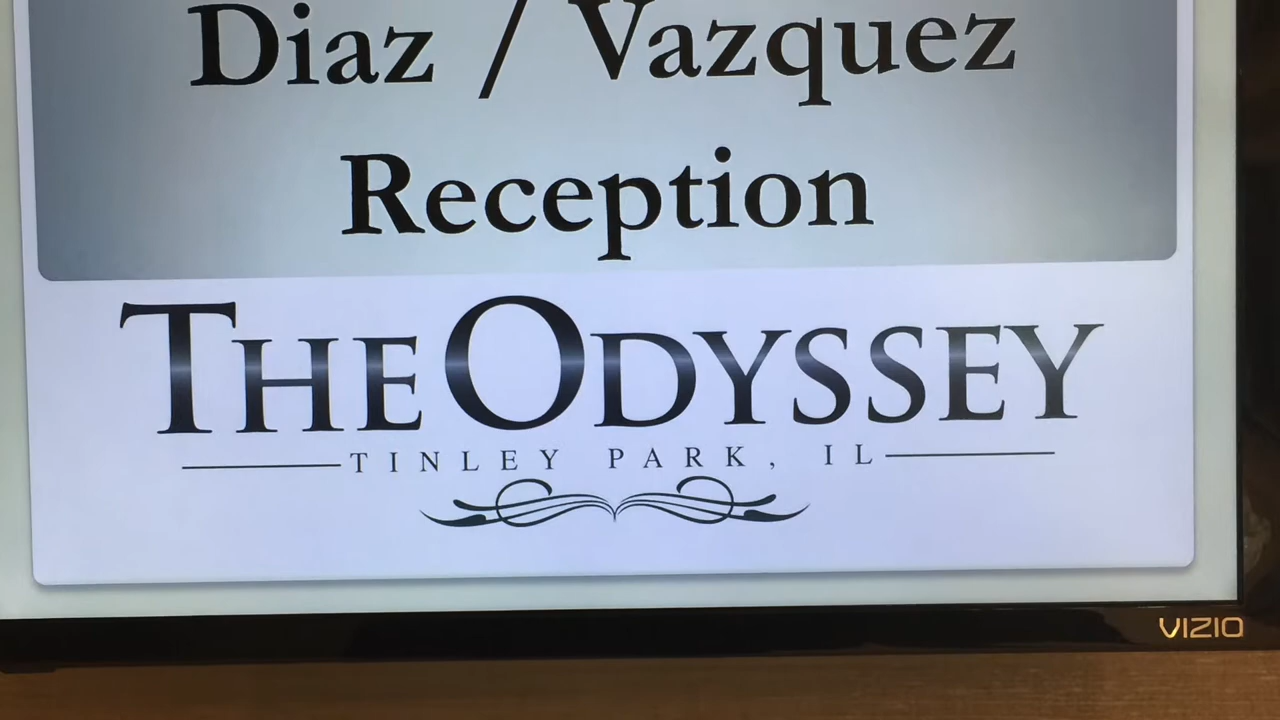 Diaz / Vazquez
Reception
THE ODYSSEY
TINLEY PARK, IL
VIZIO